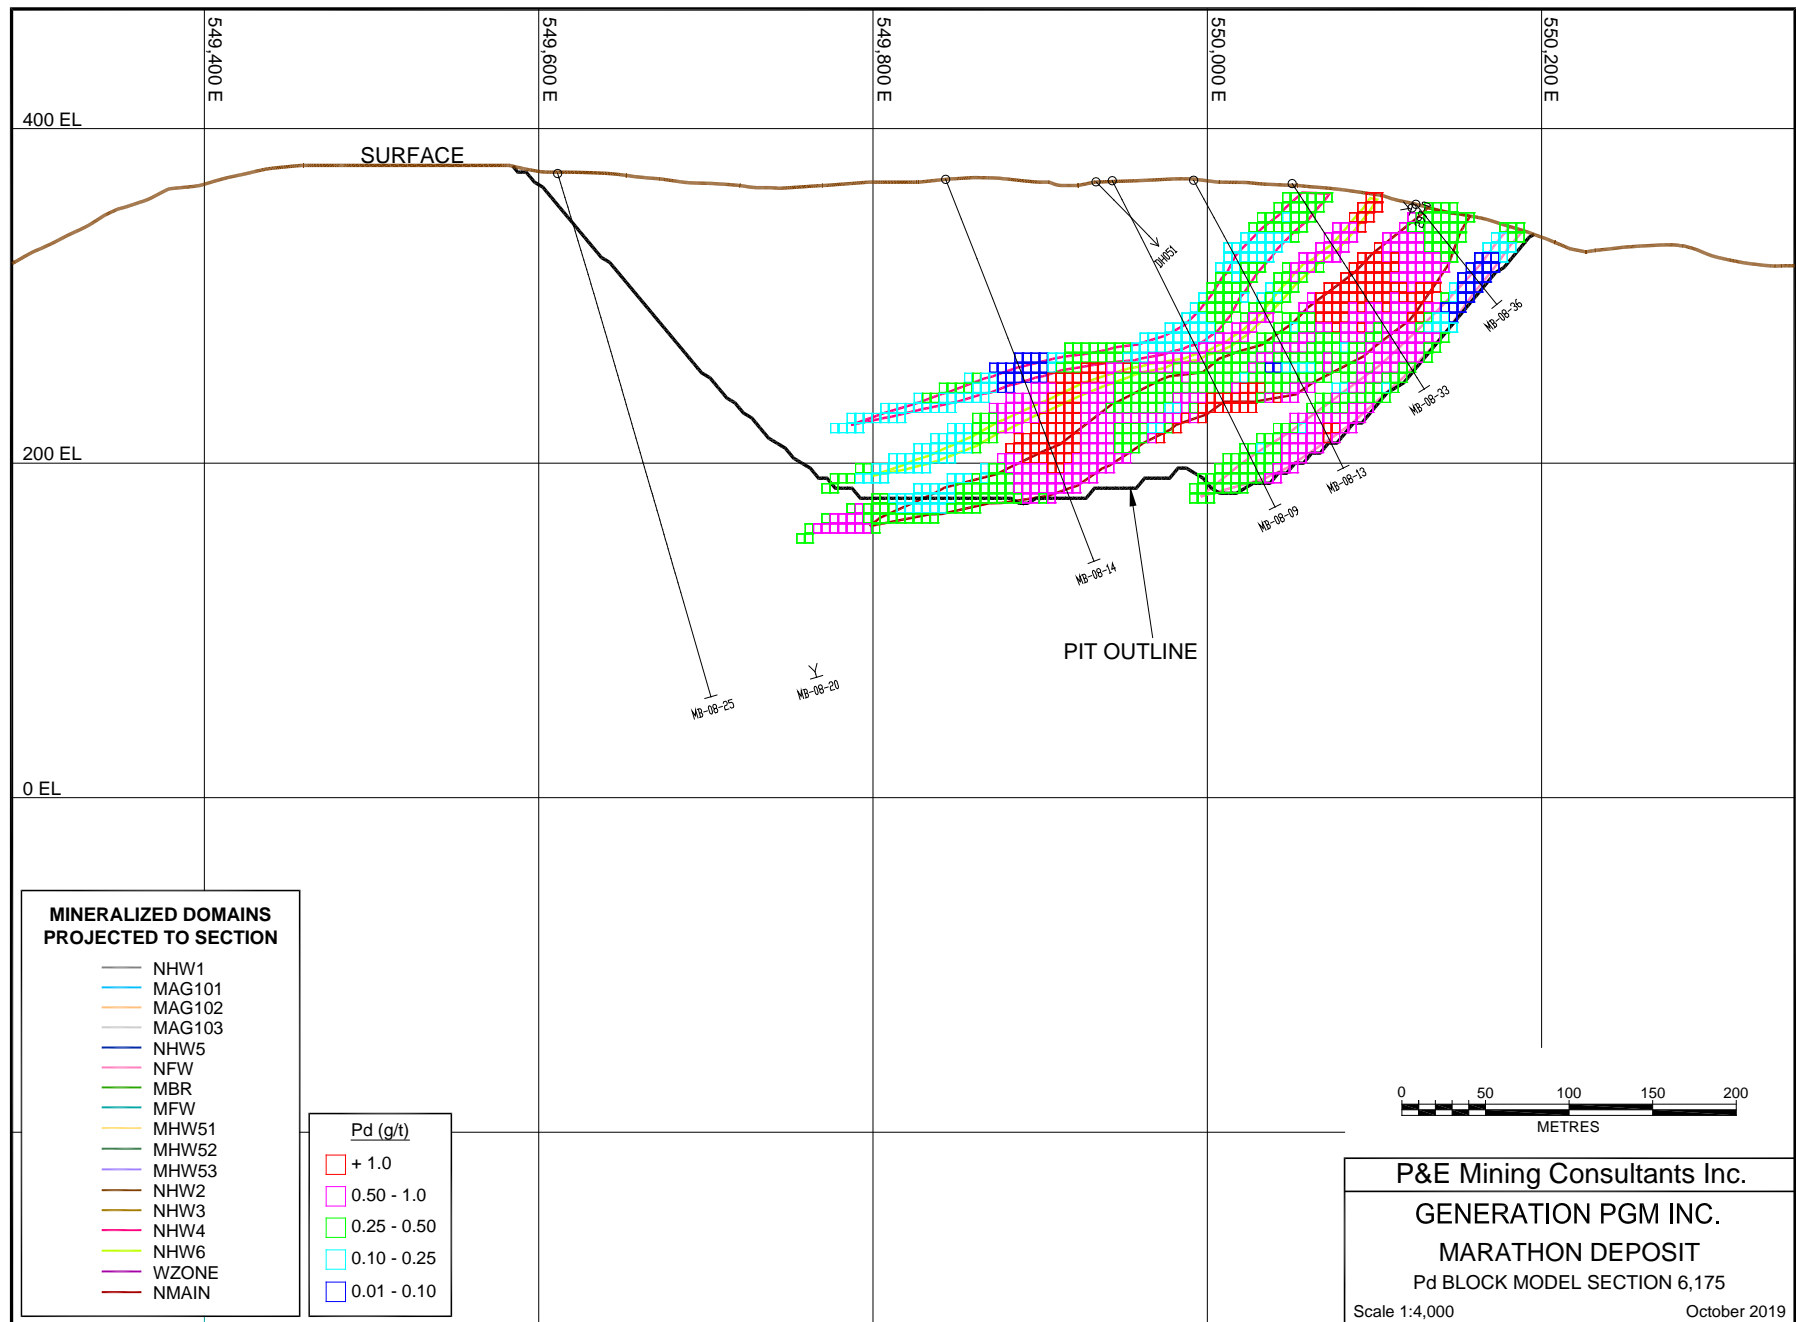 549,400 E
549,600 E
549,800 E
550,000 E
550,200 E
400 EL
SURFACE
DH051
MB-08-36
MB-08-33
200 EL
MB-08-13
MB-08-09
MB-08-14
PIT OUTLINE
MB-08-20
MB-08-25
0 EL
MINERALIZED DOMAINS
PROJECTED TO SECTION
NHW1
MAG101
MAG102
MAG103
NHW5
NFW
MBR
MFW
MHW51
MHW52
MHW53
NHW2
NHW3
NHW4
NHW6
WZONE
NMAIN
Pd (g/t)
+ 1.0
0.50 - 1.0
0.25 - 0.50
0.10 - 0.25
0.01 - 0.10
0 50 100 150 200
METRES
P&E Mining Consultants Inc.
GENERATION PGM INC.
MARATHON DEPOSIT
Pd BLOCK MODEL SECTION 6,175
Scale 1:4,000 October 2019